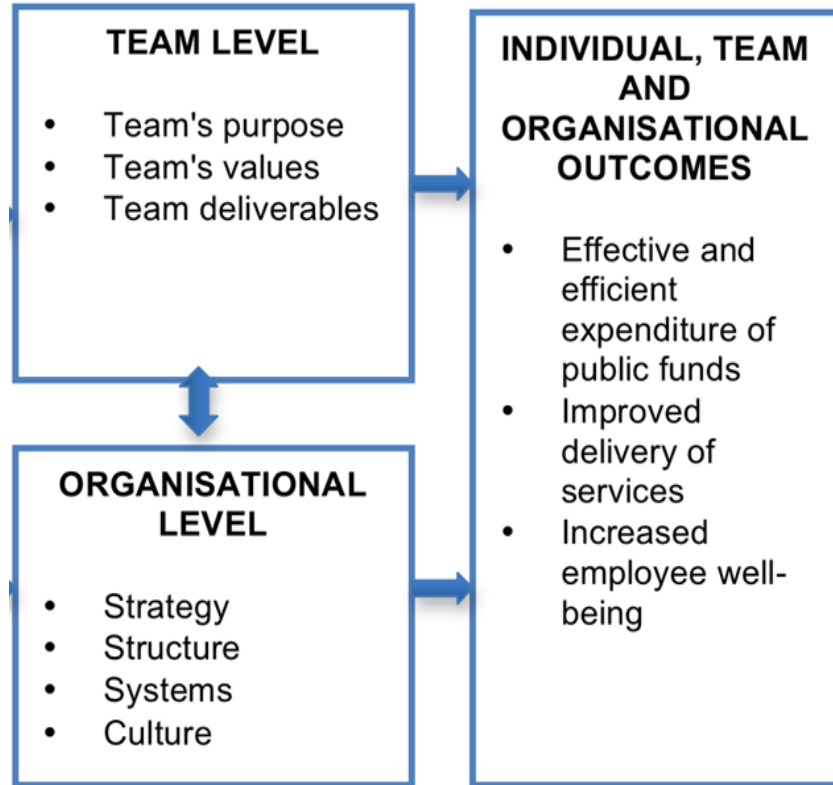 TEAM LEVEL
• Team's purpose
• Team's values
• Team deliverables
ORGANISATIONAL
LEVEL
• Strategy
• Structure
• Systems
• Culture
INDIVIDUAL, TEAM
AND
ORGANISATIONAL
OUTCOMES
• Effective and
efficient
expenditure of
public funds
• Improved
delivery of
services
• Increased
employee well-
being